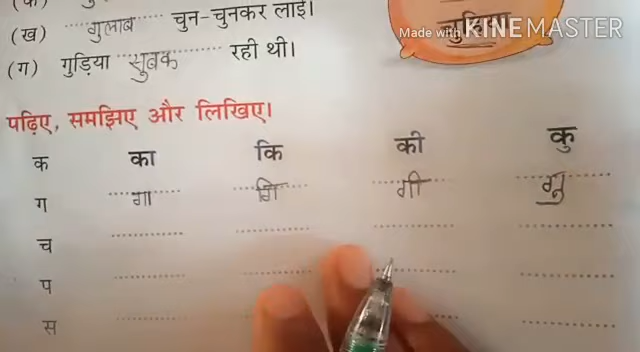 (ख) गुलाब चुन-चुनकर लाई।
(ग) गुड़िया सुबक रही थी।
Made with KINEMASTER
पढ़िए, समझिए और लिखिए।
क का कि की कु
ग गा गि गी गु
च
प
स